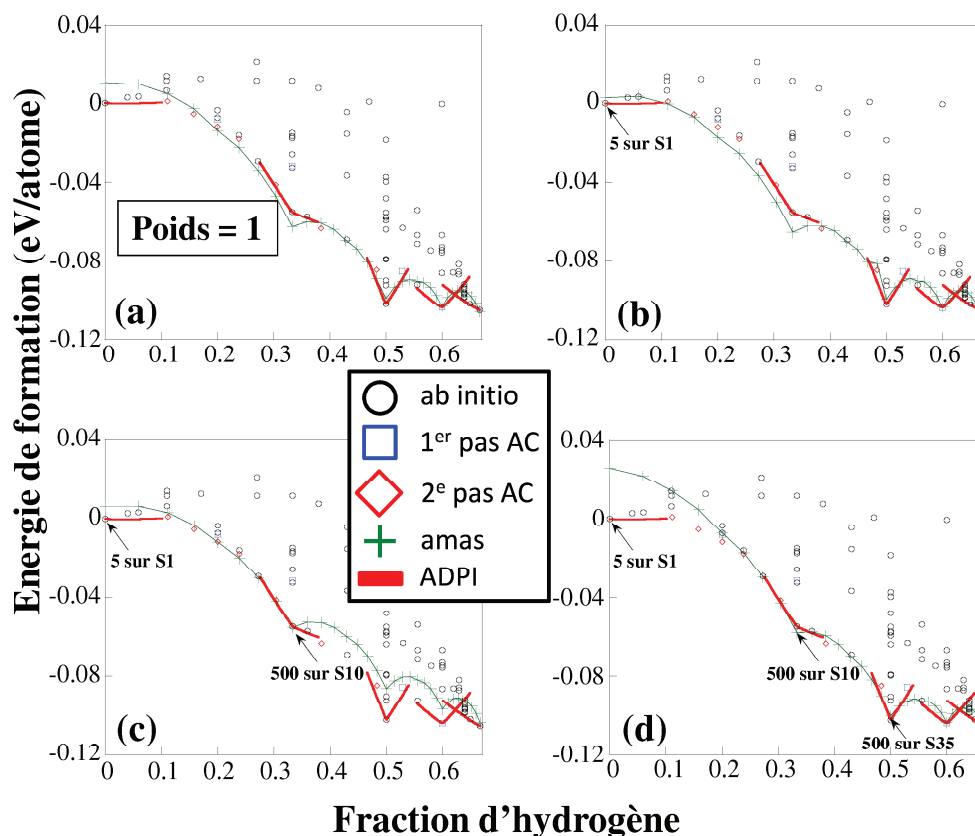 Energie de formation (eV/atome)
0.04
0
-0.04
-0.08
-0.12
Poids = 1
(a)
0 0.1 0.2 0.3 0.4 0.5 0.6
0.04
0
-0.04
-0.08
-0.12
5 sur S1
(b)
0 0.1 0.2 0.3 0.4 0.5 0.6
ab initio
1er pas AC
2e pas AC
amas
ADPI
0.04
0
-0.04
-0.08
-0.12
5 sur S1
500 sur S10
(c)
0 0.1 0.2 0.3 0.4 0.5 0.6
0.04
0
-0.04
-0.08
-0.12
5 sur S1
500 sur S10
500 sur S35
(d)
0 0.1 0.2 0.3 0.4 0.5 0.6
Fraction d'hydrogène